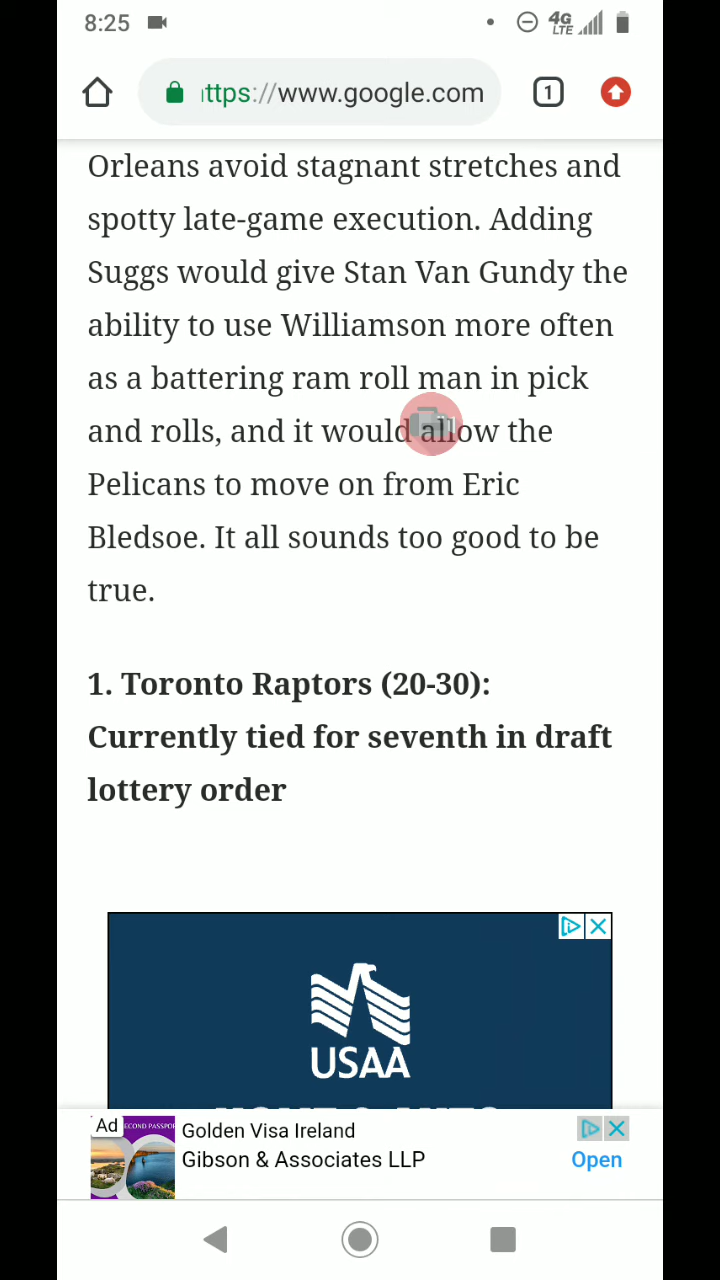 8:25
4G
LTE
ttps://www.google.com
1
Orleans avoid stagnant stretches and
spotty late-game execution. Adding
Suggs would give Stan Van Gundy the
ability to use Williamson more often
as a battering ram roll man in pick
and rolls, and it would allow the
Pelicans to move on from Eric
Bledsoe. It all sounds too good to be
true.
1. Toronto Raptors (20-30):
Currently tied for seventh in draft
lottery order
USAA
Ad
Golden Visa Ireland
Gibson & Associates LLP
Open